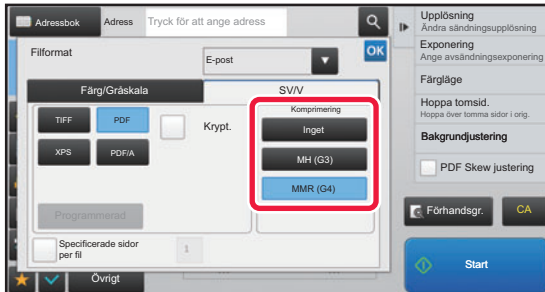 Adressbok
Adress
Tryck för att ange adress
Filformat
E-post
OK
Färg/Gråskala
SV/V
TIFF
PDF
Krypt.
XPS
PDF/A
Programmerad
Komprimering
Inget
MH (G3)
MMR (G4)
Specificerade sidor
per fil
1
Övrigt
Upplösning
Ändra sändningsupplösning
Exponering
Ange avsändningsexponering
Färgläge
Hoppa tomsid.
Hoppa över tomma sidor i orig.
Bakgrundjustering
PDF Skew justering
Förhandsgr.
CA
Start